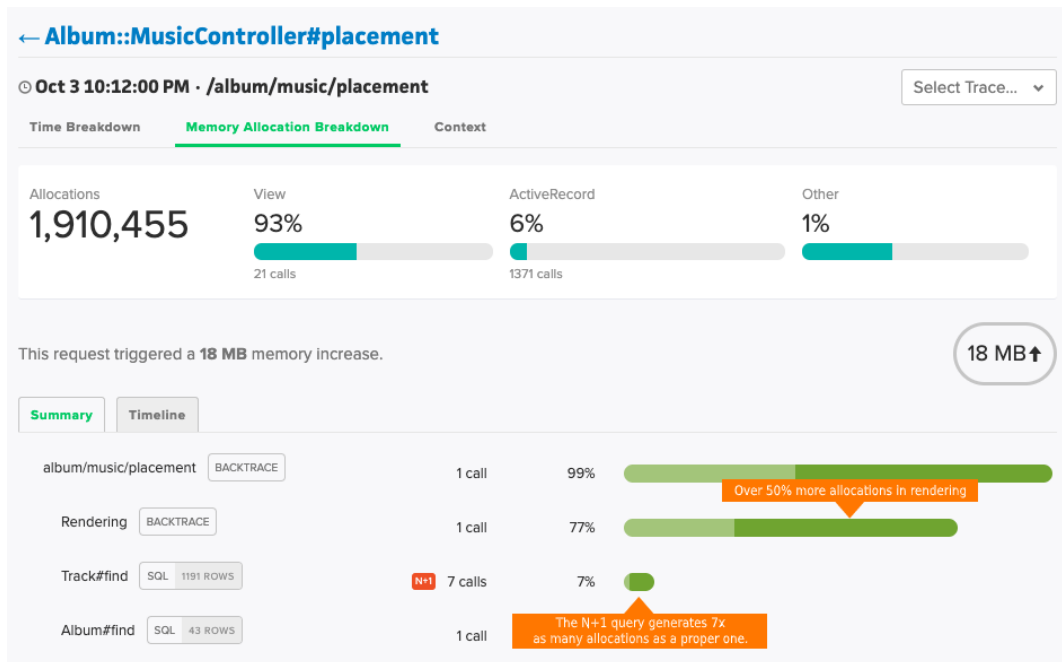 ← Album::MusicController#placement
Oct 3 10:12:00 PM · /album/music/placement
Select Trace...
Time Breakdown Memory Allocation Breakdown Context
Allocations View ActiveRecord Other
1,910,455 93% 6% 1%
21 calls 1371 calls
This request triggered a 18 MB memory increase.
18 MB↑
Summary Timeline
album/music/placement BACKTRACE 1 call 99%
Over 50% more allocations in rendering
Rendering BACKTRACE 1 call 77%
Track#find SQL 1191 ROWS N+1 7 calls 7%
The N+1 query generates 7x
as many allocations as a proper one.
Album#find SQL 43 ROWS 1 call